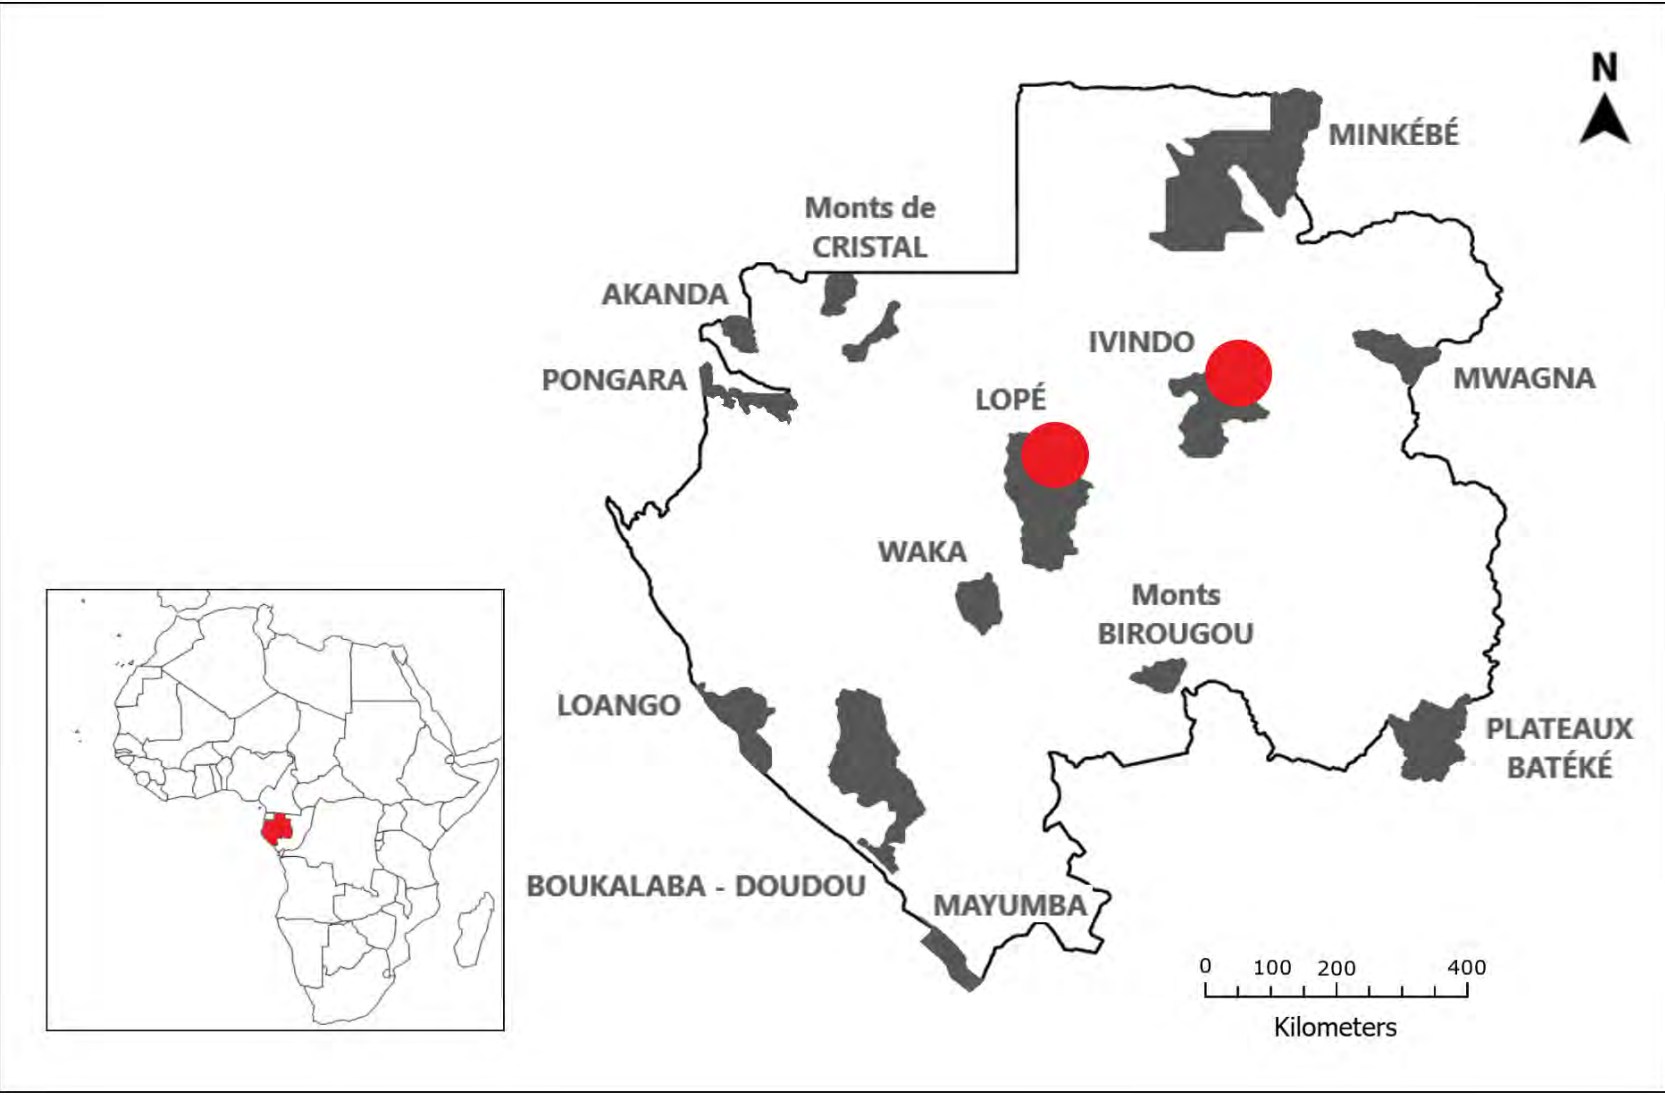 N
MINKÉBÉ
Monts de
CRISTAL
AKANDA
IVINDO
PONGARA
MWAGNA
LOPÉ
WAKA
Monts
BIROUGOU
LOANGO
PLATEAUX
BATÉKÉ
BOUKALABA - DOUDOU
MAYUMBA
0 100 200 400
Kilometers